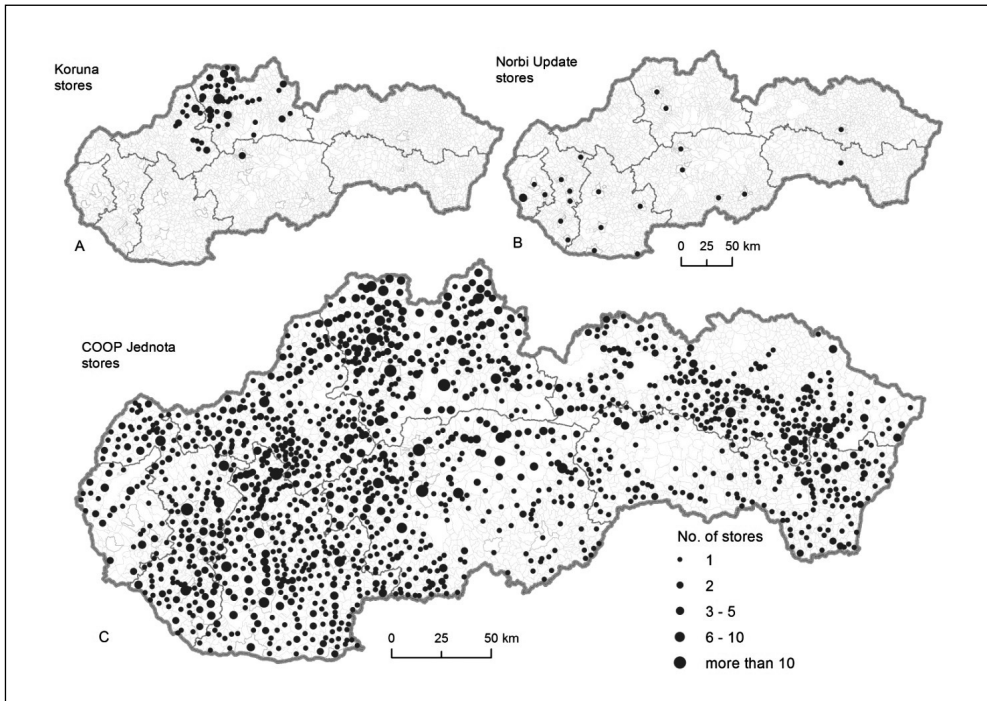 Koruna
stores
A
Norbi Update
stores
B
0 25 50 km
COOP Jednota
stores
C
0 25 50 km
No. of stores
1
2
3 - 5
6 - 10
more than 10